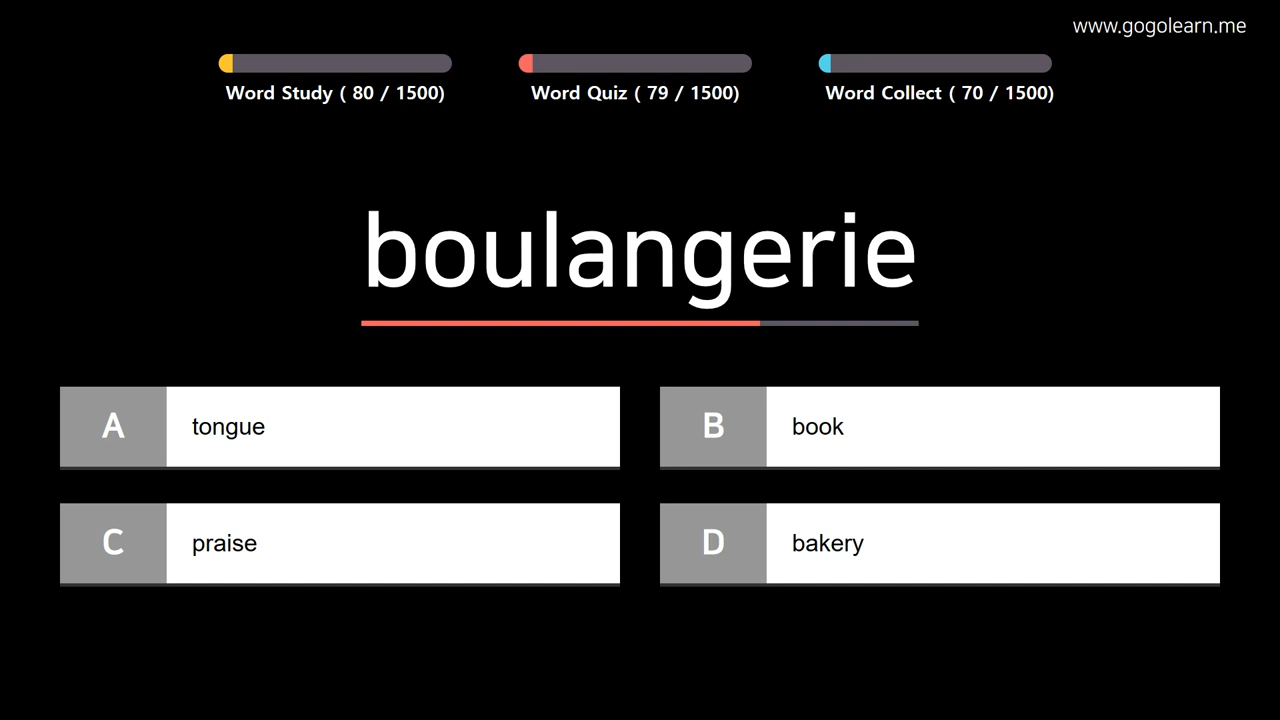 www.gogolearn.me
Word Study ( 80 / 1500)
Word Quiz ( 79 / 1500)
Word Collect ( 70 / 1500)
boulangerie
A tongue
B book
C praise
D bakery